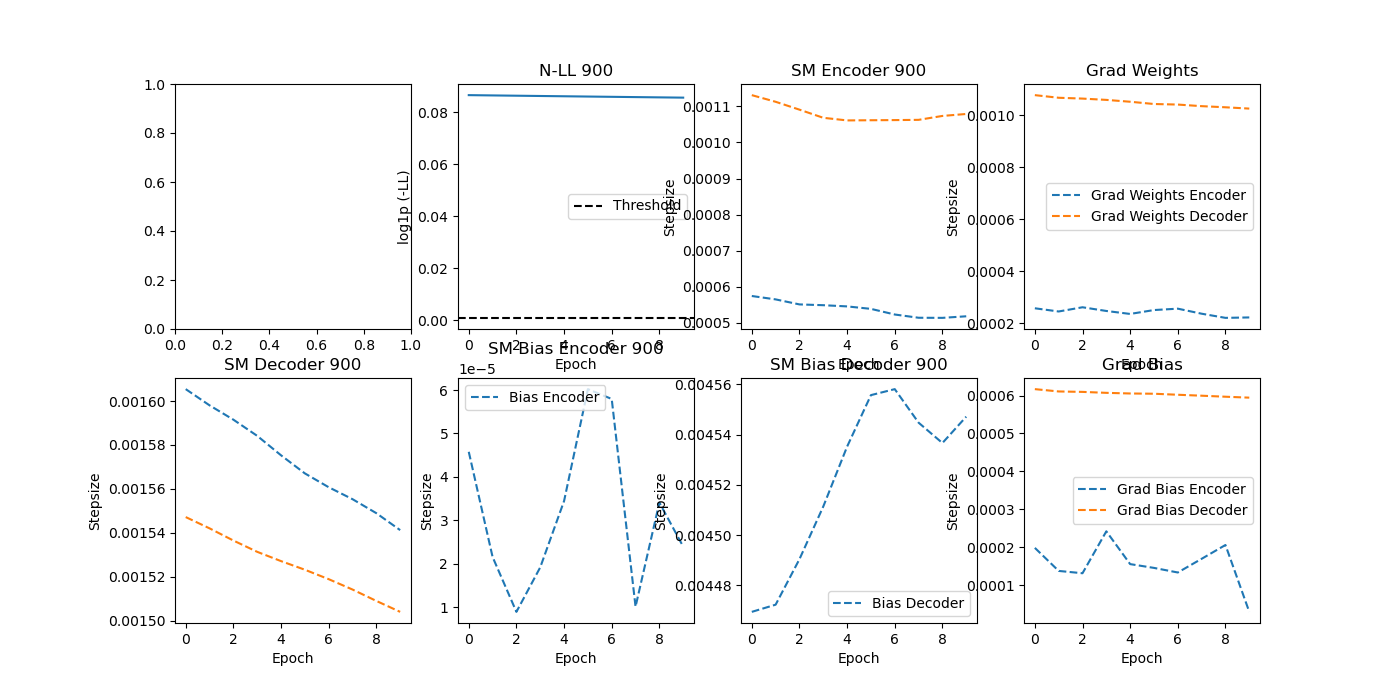 1.0
0.8
0.6
0.4
0.2
0.0
0.0 0.2 0.4 0.6 0.8 1.0
N-LL 900
log1p (-LL)
0.08
0.06
0.04
0.02
0.00
Threshold
0 2 4 6 8
Epoch
SM Encoder 900
Stepsize
0.0011
0.0010
0.0009
0.0008
0.0007
0.0006
0.0005
0 2 4 6 8
Epoch
Grad Weights
Stepsize
0.0010
0.0008
0.0006
0.0004
0.0002
Grad Weights Encoder
Grad Weights Decoder
0 2 4 6 8
Epoch
SM Decoder 900
Stepsize
0.00160
0.00158
0.00156
0.00154
0.00152
0.00150
0 2 4 6 8
Epoch
SM Bias Encoder 900
1e−5
Stepsize
6
5
4
3
2
1
Bias Encoder
0 2 4 6 8
Epoch
SM Bias Decoder 900
Stepsize
0.00456
0.00454
0.00452
0.00450
0.00448
Bias Decoder
0 2 4 6 8
Epoch
Grad Bias
Stepsize
0.0006
0.0005
0.0004
0.0003
0.0002
0.0001
Grad Bias Encoder
Grad Bias Decoder
0 2 4 6 8
Epoch